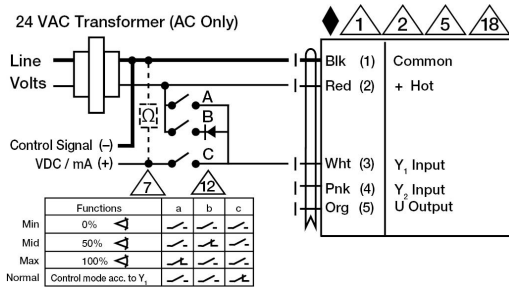 24 VAC Transformer (AC Only)
1 2 5 18
Line
Volts
Blk (1) Common
Red (2) + Hot
A
Ω
B
Control Signal (–)
VDC / mA (+)
C
Wht (3) Y₁ Input
Pnk (4) Y₂ Input
Org (5) U Output
7
12
Functions a b c
Min 0%
Mid 50%
Max 100%
Normal Control mode acc. to Y₁